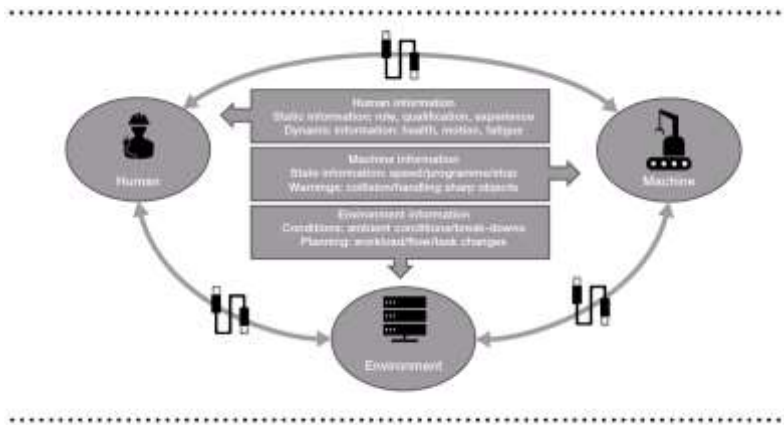 Human information
Static information: role, qualification, experience
Dynamic information: health, motion, fatigue
Human
Machine
Machine information
State information: speed/programme/stop
Warnings: collision/handling sharp objects
Environment information
Conditions: ambient conditions/break-downs
Planning: workload/flow/task changes
Environment